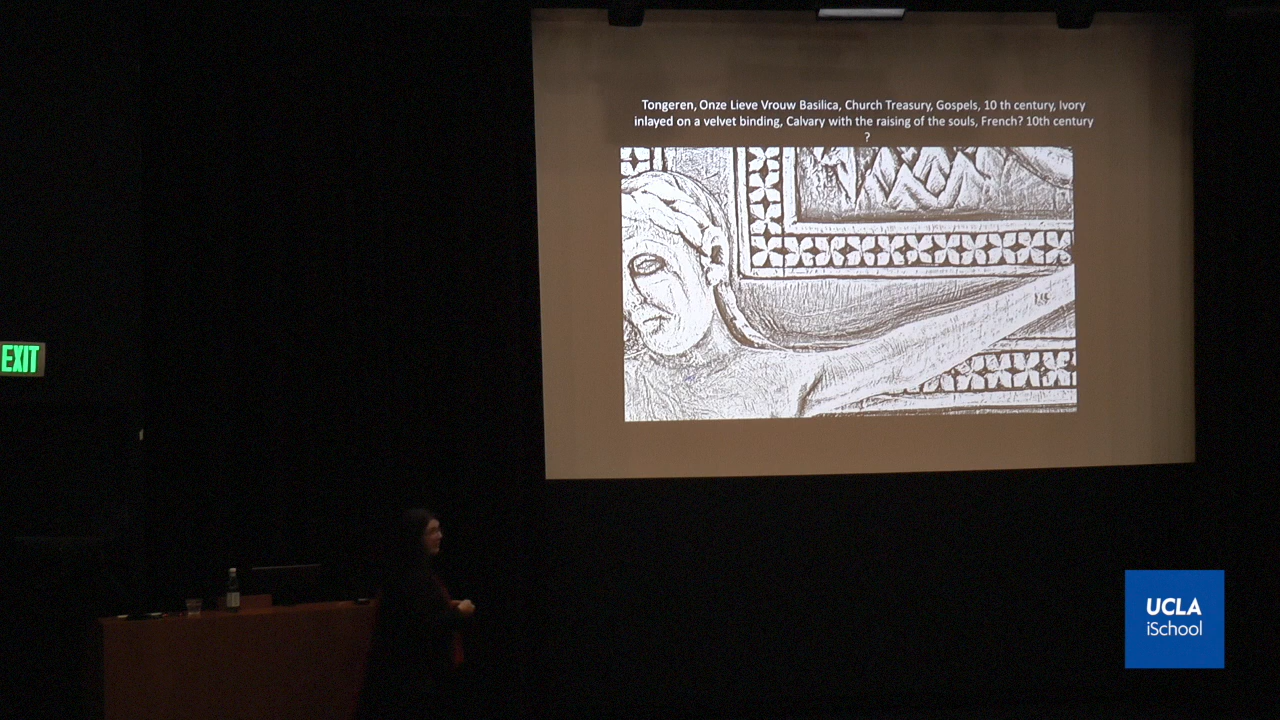 Tongeren, Onze Lieve Vrouw Basilica, Church Treasury, Gospels, 10 th century, Ivory
inlayed on a velvet binding, Calvary with the raising of the souls, French? 10th century
?
EXIT
UCLA
iSchool